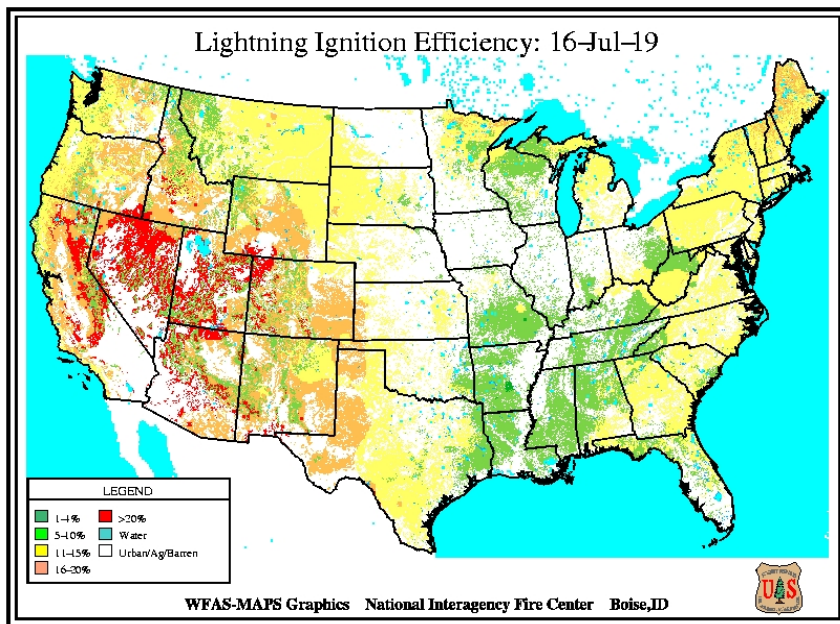 Lightning Ignition Efficiency: 16-Jul-19
LEGEND
1-4%
5-10%
11-15%
16-20%
>20%
Water
Urban/Ag/Barren
WFAS-MAPS Graphics National Interagency Fire Center Boise,ID
U S